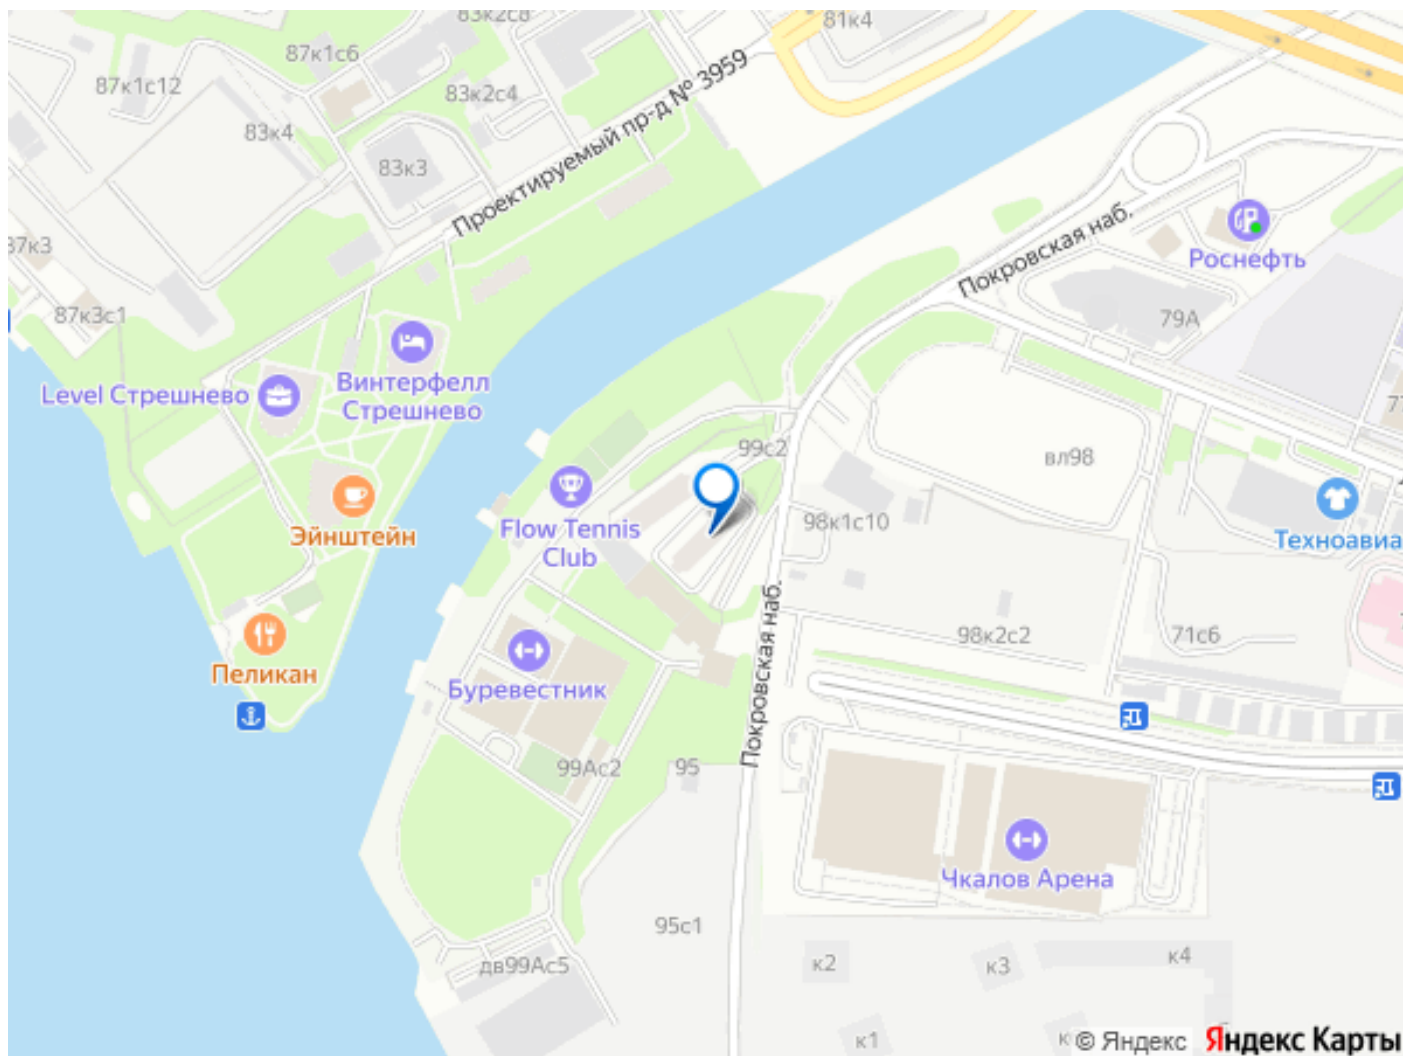 83к2с8
81к4
87к1с6
87к1с12
83к2с4
83к4
83к3
Проектируемый пр-д № 3959
37к3
87к3с1
Покровская наб.
Роснефть
79А
Винтерфелл
Стрешнево
Level Стрешнево
99с2
вл98
77
Flow Tennis
Club
98к1с10
Эйнштейн
Техноавиа
Покровская наб.
98к2с2
71с6
Пеликан
Буревестник
99Ас2
95
Чкалов Арена
95с1
дв99Ас5
к2
к3
к4
к1
© Яндекс
Яндекс Карты